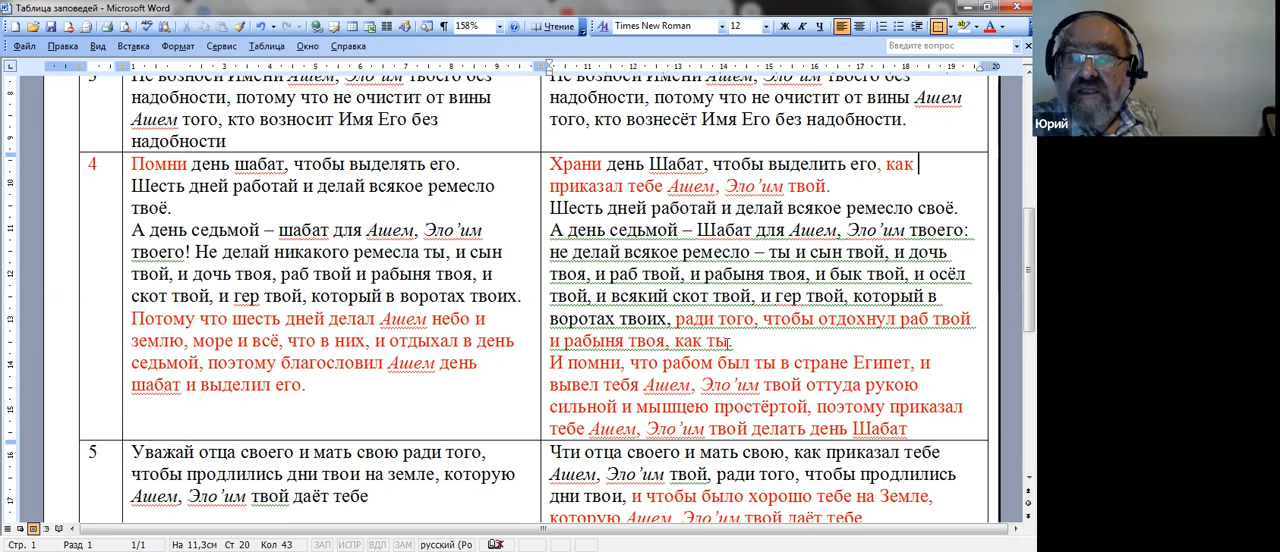 Таблица заповедей - Microsoft Word
158%
Чтение
Times New Roman
12
Ж К Ч
Файл Правка Вид Вставка Формат Сервис Таблица Окно Справка
Введите вопрос
Юрий
3
Не возноси Имени Ашем, Эло’им твоего без
надобности, потому что не очистит от вины
Ашем того, кто возносит Имя Его без
надобности
Не возноси Имени Ашем, Эло’им твоего без
надобности, потому что не очистит от вины Ашем
того, кто вознесёт Имя Его без надобности.
4
Помни день шабат, чтобы выделять его.
Шесть дней работай и делай всякое ремесло
твоё.
А день седьмой – шабат для Ашем, Эло’им
твоего! Не делай никакого ремесла ты, и сын
твой, и дочь твоя, раб твой и рабыня твоя, и
скот твой, и гер твой, который в воротах твоих.
Потому что шесть дней делал Ашем небо и
землю, море и всё, что в них, и отдыхал в день
седьмой, поэтому благословил Ашем день
шабат и выделил его.
Храни день Шабат, чтобы выделить его, как
приказал тебе Ашем, Эло’им твой.
Шесть дней работай и делай всякое ремесло своё.
А день седьмой – Шабат для Ашем, Эло’им твоего:
не делай всякое ремесло – ты и сын твой, и дочь
твоя, и раб твой, и рабыня твоя, и бык твой, и осёл
твой, и всякий скот твой, и гер твой, который в
воротах твоих, ради того, чтобы отдохнул раб твой
и рабыня твоя, как ты.
И помни, что рабом был ты в стране Египет, и
вывел тебя Ашем, Эло’им твой оттуда рукою
сильной и мышцею простёртой, поэтому приказал
тебе Ашем, Эло’им твой делать день Шабат
5
Уважай отца своего и мать свою ради того,
чтобы продлились дни твои на земле, которую
Ашем, Эло’им твой даёт тебе
Чти отца своего и мать свою, как приказал тебе
Ашем, Эло’им твой, ради того, чтобы продлились
дни твои, и чтобы было хорошо тебе на Земле,
которую Ашем, Эло’им твой даёт тебе
Стр. 1 Разд 1 1/1 На 11,3см Ст 20 Кол 43 ЗАП ИСПР ВДЛ ЗАМ русский (Ро